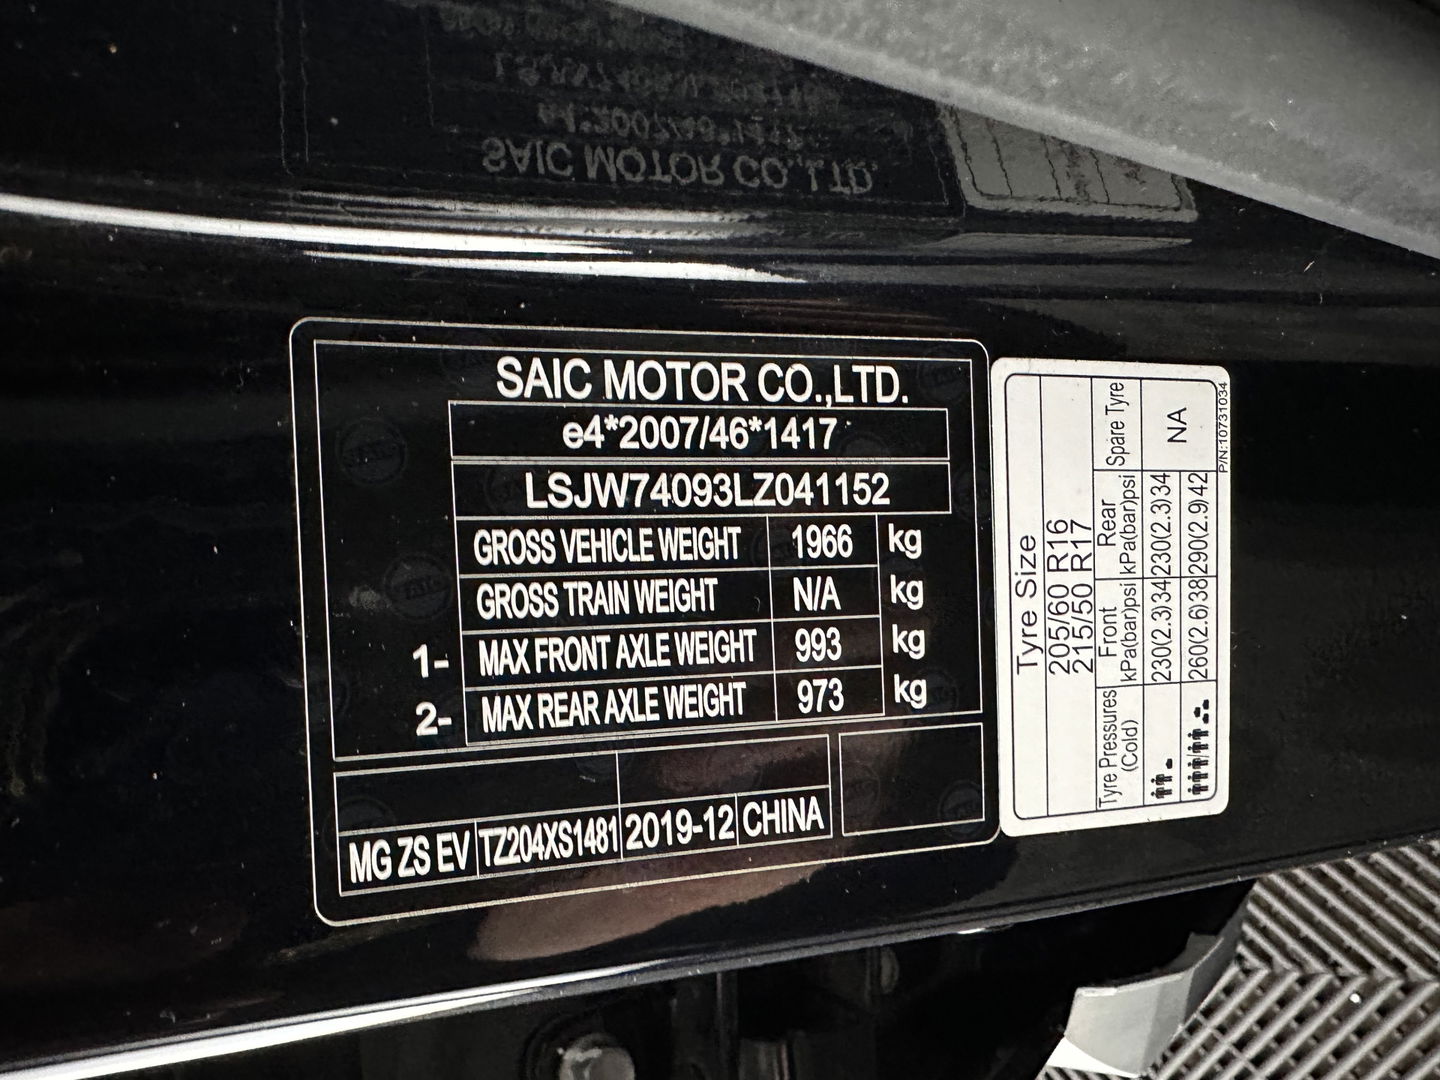 SAIC MOTOR CO.,LTD.
e4*2007/46*1417
LSJW74093LZ041152
GROSS VEHICLE WEIGHT 1966 kg
GROSS TRAIN WEIGHT N/A kg
1- MAX FRONT AXLE WEIGHT 993 kg
2- MAX REAR AXLE WEIGHT 973 kg
MG ZS EV TZ204XS1481 2019-12 CHINA
Tyre Size
205/60 R16
215/50 R17
Tyre Pressures (Cold) Front kPa(bar)psi Rear kPa(bar)psi Spare Tyre
230(2.3)34 230(2.3)34 NA
260(2.6)38 290(2.9)42
P/N:10731034